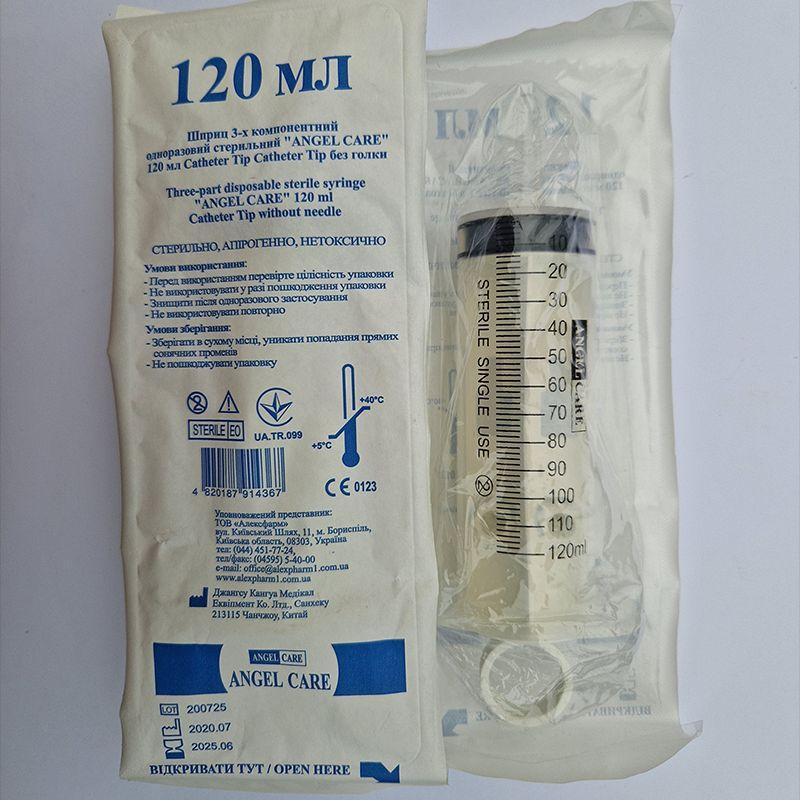 120 мл
Шприц 3-х компонентний
одноразовий стерильний "ANGEL CARE"
120 мл Catheter Tip Catheter Tip без голки
Three-part disposable sterile syringe
"ANGEL CARE" 120 ml
Catheter Tip without needle
СТЕРИЛЬНО, АПІРОГЕННО, НЕТОКСИЧНО
Умови використання:
- Перед використанням перевірте цілісність упаковки
- Не використовувати у разі пошкодження упаковки
- Знищити після одноразового застосування
- Не використовувати повторно
Умови зберігання:
- Зберігати в сухому місці, уникати попадання прямих
сонячних променів
- Не пошкоджувати упаковку
2
STERILE EO
UA.TR.099
+40°C
+5°C
4 820187 914367
CE 0123
Уповноважений представник:
ТОВ «Алексфарм»
вул. Київський Шлях, 11, м. Бориспіль,
Київська область, 08303, Україна
тел: (044) 451-77-24,
тел/факс: (04595) 5-40-00
e-mail: office@alexpharm1.com.ua
www.alexpharm1.com.ua
Джангсу Кангуа Медікал
Еквіпмент Ко. Лтд., Санхеку
213115 Чанчжоу, Китай
ANGEL CARE
ANGEL CARE
LOT 200725
2020.07
2025.06
ВІДКРИВАТИ ТУТ / OPEN HERE
10
20
30
40
50
60
70
80
90
100
110
120ml
STERILE SINGLE USE 2
ANGEL CARE